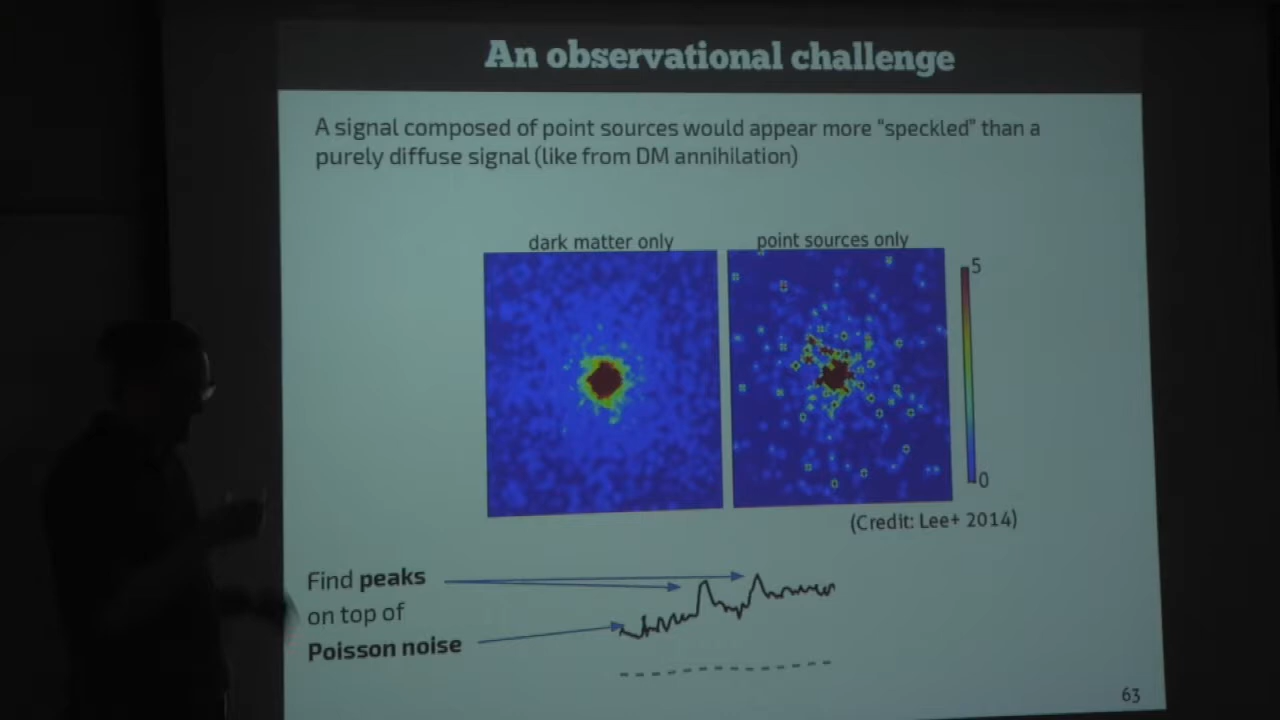 An observational challenge
A signal composed of point sources would appear more “speckled” than a
purely diffuse signal (like from DM annihilation)
dark matter only
point sources only
5
0
(Credit: Lee+ 2014)
Find peaks
on top of
Poisson noise
63